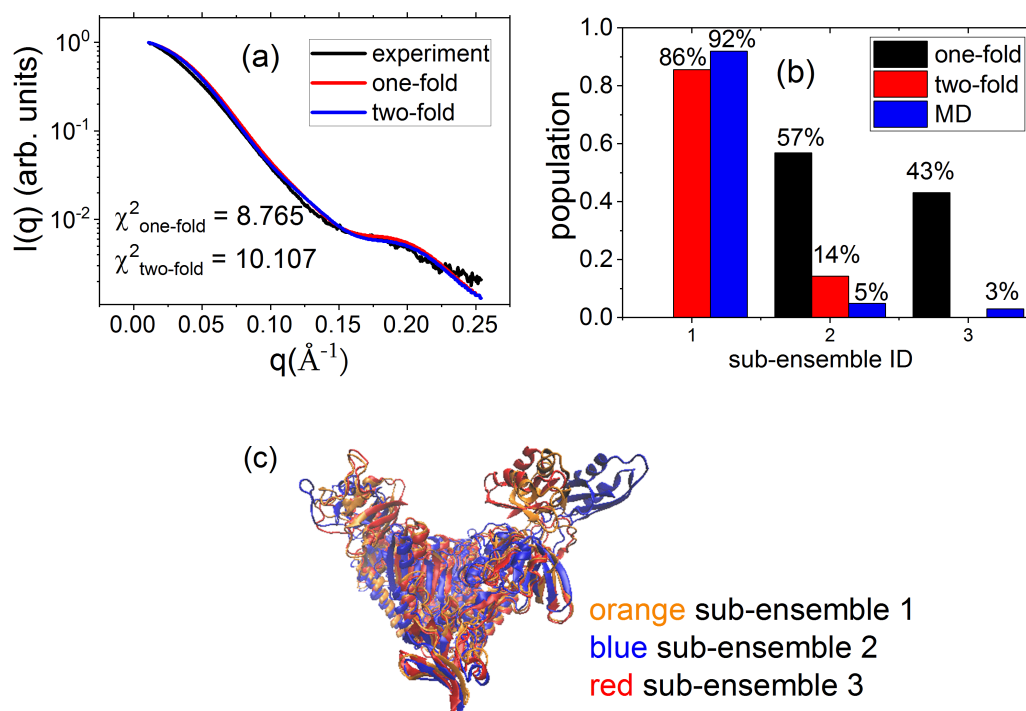 (a)
experiment
one-fold
two-fold
10⁰
10⁻¹
10⁻²
I(q) (arb. units)
χ²one-fold = 8.765
χ²two-fold = 10.107
0.00 0.05 0.10 0.15 0.20 0.25
q(Å⁻¹)
(b)
one-fold
two-fold
MD
1.0
0.8
0.6
0.4
0.2
0.0
population
86% 92%
57% 14% 5%
43% 3%
1 2 3
sub-ensemble ID
(c)
orange sub-ensemble 1
blue sub-ensemble 2
red sub-ensemble 3